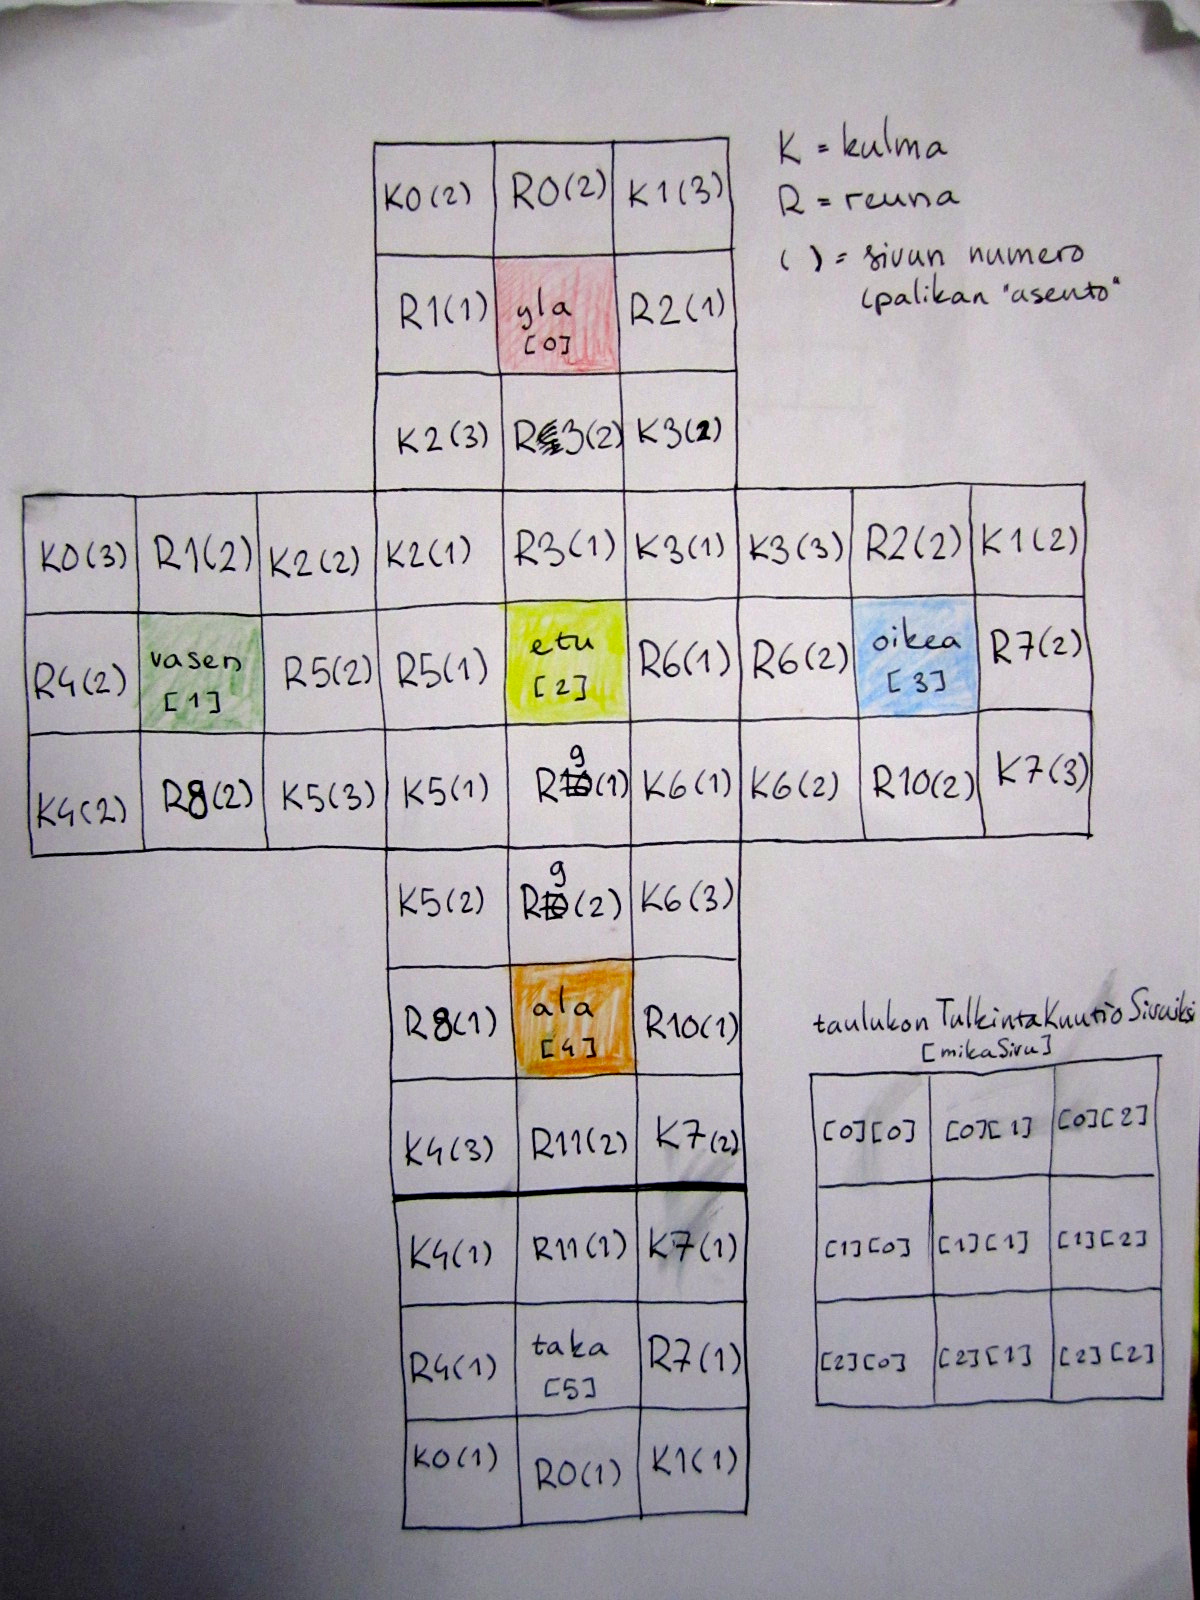 K0(2) R0(2) K1(3)
R1(1) yla [0] R2(1)
K2(3) R3(2) K3(2)
K = kulma
R = reuna
( ) = sivun numero
(palikan "asento"
K0(3) R1(2) K2(2) K2(1) R3(1) K3(1) K3(3) R2(2) K1(2)
R4(2) vasen [1] R5(2) R5(1) etu [2] R6(1) R6(2) oikea [3] R7(2)
K4(2) R8(2) K5(3) K5(1) R9(1) K6(1) K6(2) R10(2) K7(3)
K5(2) R9(2) K6(3)
R8(1) ala [4] R10(1)
K4(3) R11(2) K7(2)
K4(1) R11(1) K7(1)
R4(1) taka [5] R7(1)
K0(1) R0(1) K1(1)
taulukon TulkintaKuutioSivuiksi
[mikaSivu]
[0][0] [0][1] [0][2]
[1][0] [1][1] [1][2]
[2][0] [2][1] [2][2]